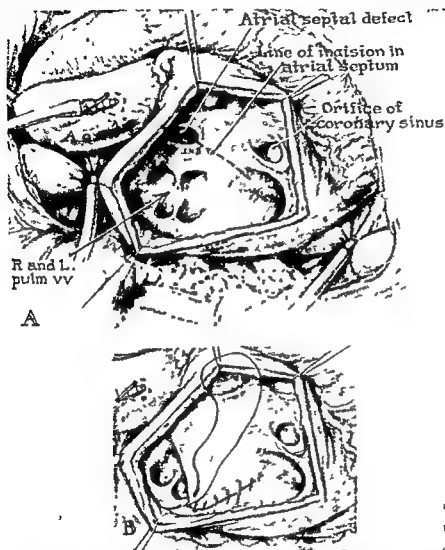 Atrial septal defect
Line of incision in
atrial septum
Orifice of
coronary sinus
R and L.
pulm vv
A
B